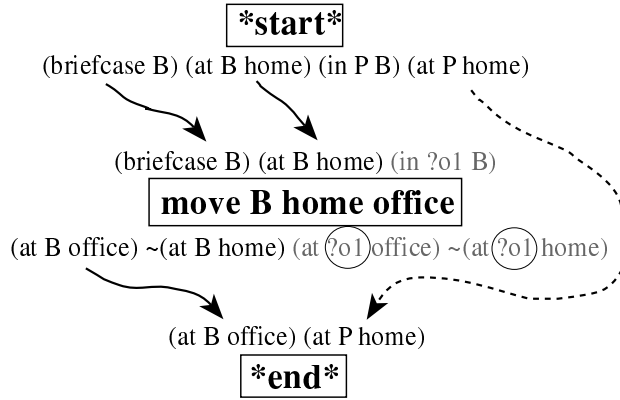 *start*
(briefcase B) (at B home) (in P B) (at P home)
(briefcase B) (at B home) (in ?o1 B)
move B home office
(at B office) ~(at B home) (at ?o1 office) ~(at ?o1 home)
(at B office) (at P home)
*end*